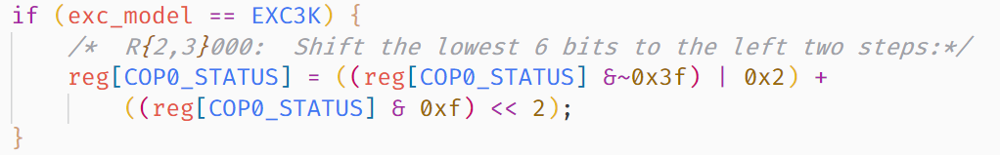 if (exc_model == EXC3K) {
/*  R{2,3}000:  Shift the lowest 6 bits to the left two steps:*/
reg[COP0_STATUS] = ((reg[COP0_STATUS] &~0x3f) | 0x2) +
((reg[COP0_STATUS] & 0xf) << 2);
}